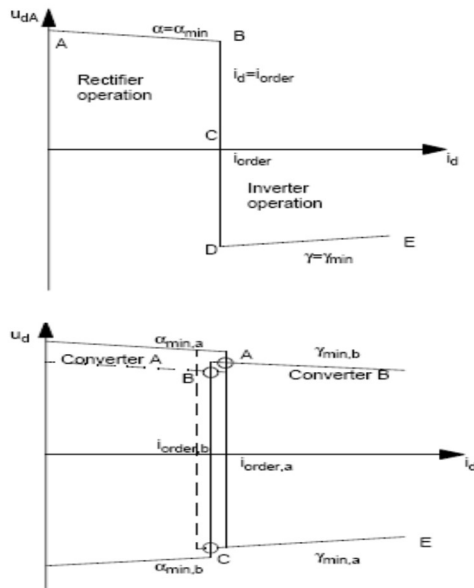 u_dA
α=α_min
A
B
Rectifier
operation
i_d=i_order
C
i_order
i_d
Inverter
operation
D
E
γ=γ_min
u_d
α_min,a
A
γ_min,b
Converter A
B
Converter B
i_order,b
i_order,a
i_d
C
E
α_min,b
γ_min,a